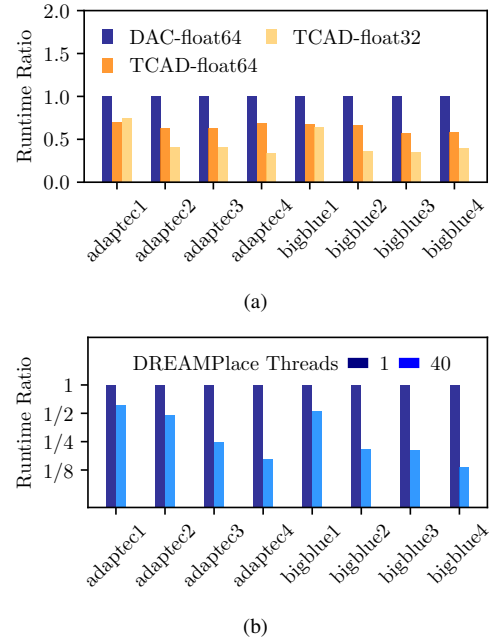 2.0
1.5
1.0
0.5
0.0
Runtime Ratio
DAC-float64 TCAD-float32
TCAD-float64
adaptec1 adaptec2 adaptec3 adaptec4 bigblue1 bigblue2 bigblue3 bigblue4
(a)
DREAMPlace Threads 1 40
1
1/2
1/4
1/8
Runtime Ratio
adaptec1 adaptec2 adaptec3 adaptec4 bigblue1 bigblue2 bigblue3 bigblue4
(b)